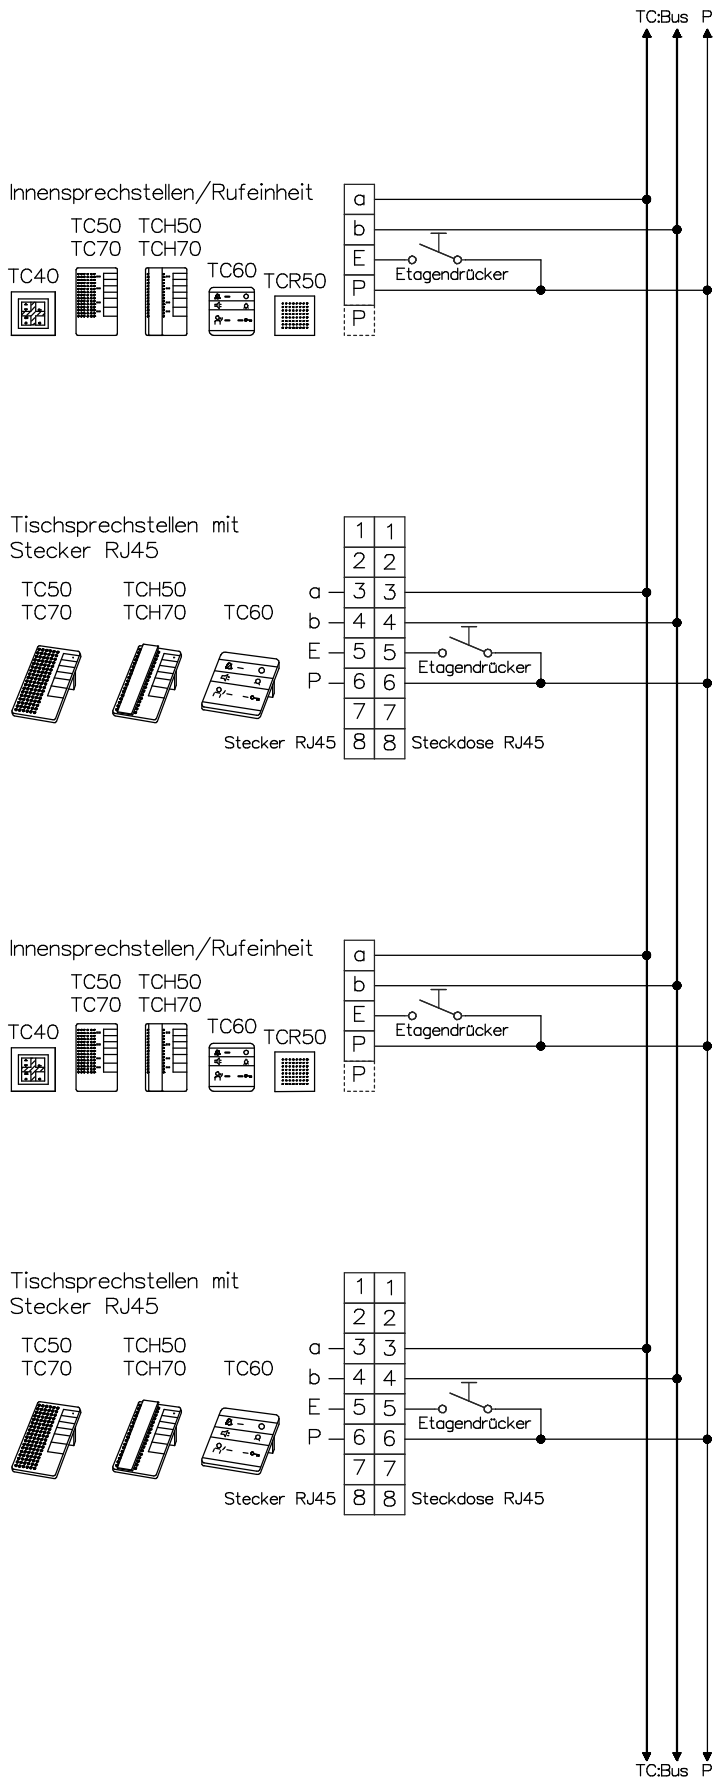 TC:Bus P
Innensprechstellen/Rufeinheit
a
TC50 TCH50
b
TC70 TCH70
E
TC40 TC60 TCR50
Etagendrücker
P
P
Tischsprechstellen mit
Stecker RJ45
1 1
2 2
TC50 TCH50
a 3 3
TC70 TCH70 TC60
b 4 4
E 5 5
Etagendrücker
P 6 6
7 7
Stecker RJ45 8 8 Steckdose RJ45
Innensprechstellen/Rufeinheit
a
TC50 TCH50
b
TC70 TCH70
E
TC40 TC60 TCR50
Etagendrücker
P
P
Tischsprechstellen mit
Stecker RJ45
1 1
2 2
TC50 TCH50
a 3 3
TC70 TCH70 TC60
b 4 4
E 5 5
Etagendrücker
P 6 6
7 7
Stecker RJ45 8 8 Steckdose RJ45
TC:Bus P